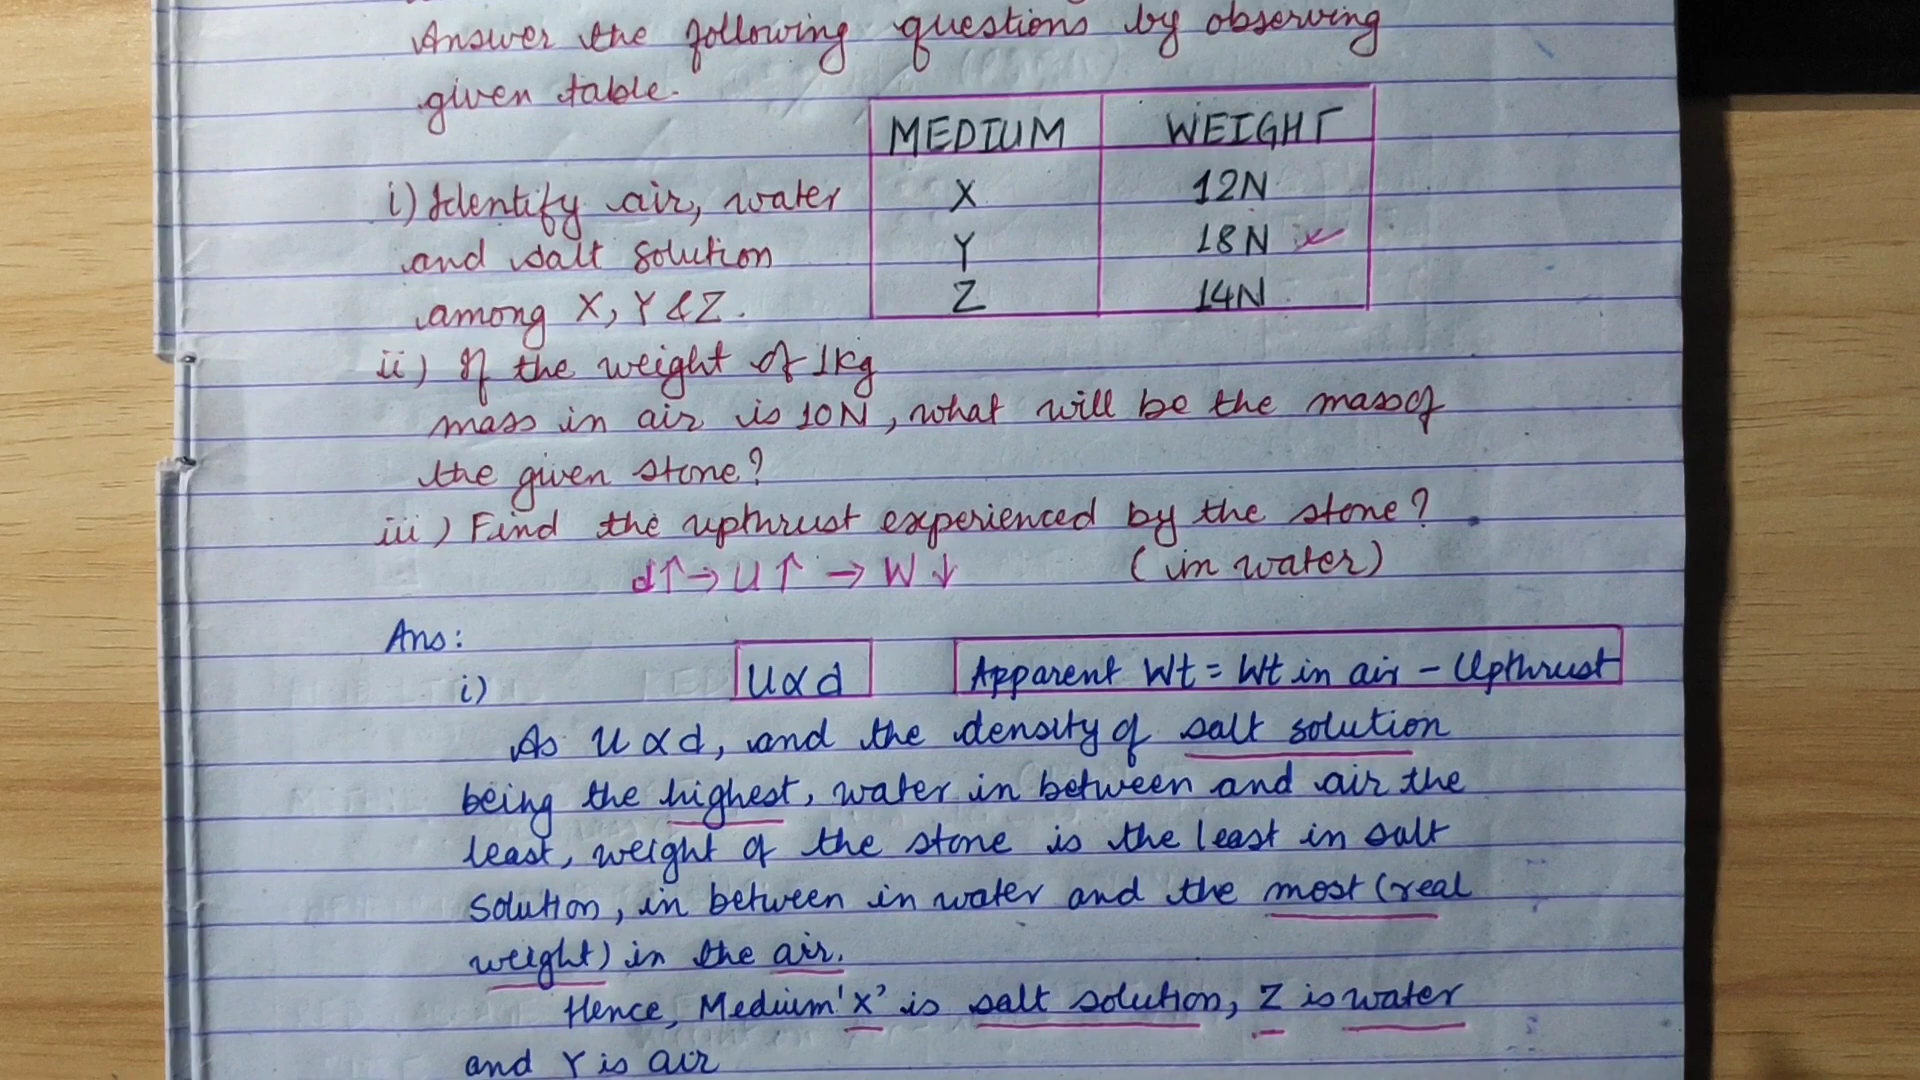 Answer the following questions by observing
given table.
MEDIUM WEIGHT
X 12N
Y 18N
Z 14N
i) Identify air, water
and salt solution
among X, Y & Z.
ii) If the weight of 1kg
mass in air is 10N, what will be the mass of
the given stone?
iii) Find the upthrust experienced by the stone?
(in water)
d↑→U↑→W↓
Ans:
i) U∝d Apparent Wt = Wt in air - Upthrust
As U∝d, and the density of salt solution
being the highest, water in between and air the
least, weight of the stone is the least in salt
solution, in between in water and the most (real
weight) in the air.
Hence, Medium 'X' is salt solution, Z is water
and Y is air